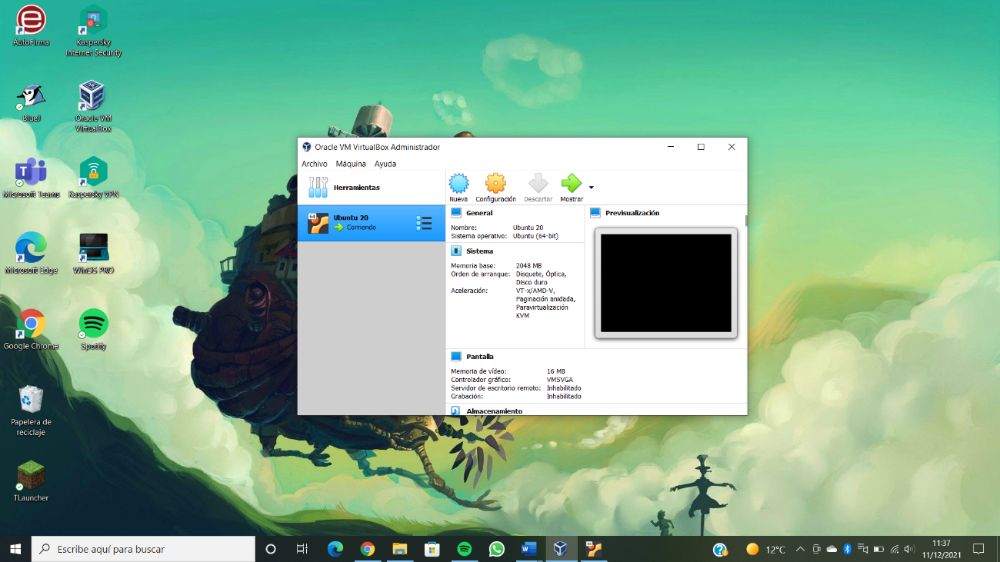 AutoFirma
Kaspersky
Internet Security
BlueJ
Oracle VM
VirtualBox
Microsoft Teams
Kaspersky VPN
Microsoft Edge
WinDS PRO
Google Chrome
Spotify
Papelera de
reciclaje
TLauncher
Oracle VM VirtualBox Administrador
Archivo Máquina Ayuda
Herramientas
Nueva Configuración Descartar Mostrar
64
Ubuntu 20
Corriendo
General
Nombre: Ubuntu 20
Sistema operativo: Ubuntu (64-bit)
Sistema
Memoria base: 2048 MB
Orden de arranque: Disquete, Óptica,
Disco duro
Aceleración: VT-x/AMD-V,
Paginación anidada,
Paravirtualización
KVM
Previsualización
Pantalla
Memoria de vídeo: 16 MB
Controlador gráfico: VMSVGA
Servidor de escritorio remoto: Inhabilitado
Grabación: Inhabilitado
Almacenamiento
Escribe aquí para buscar
12°C
11:37
11/12/2021